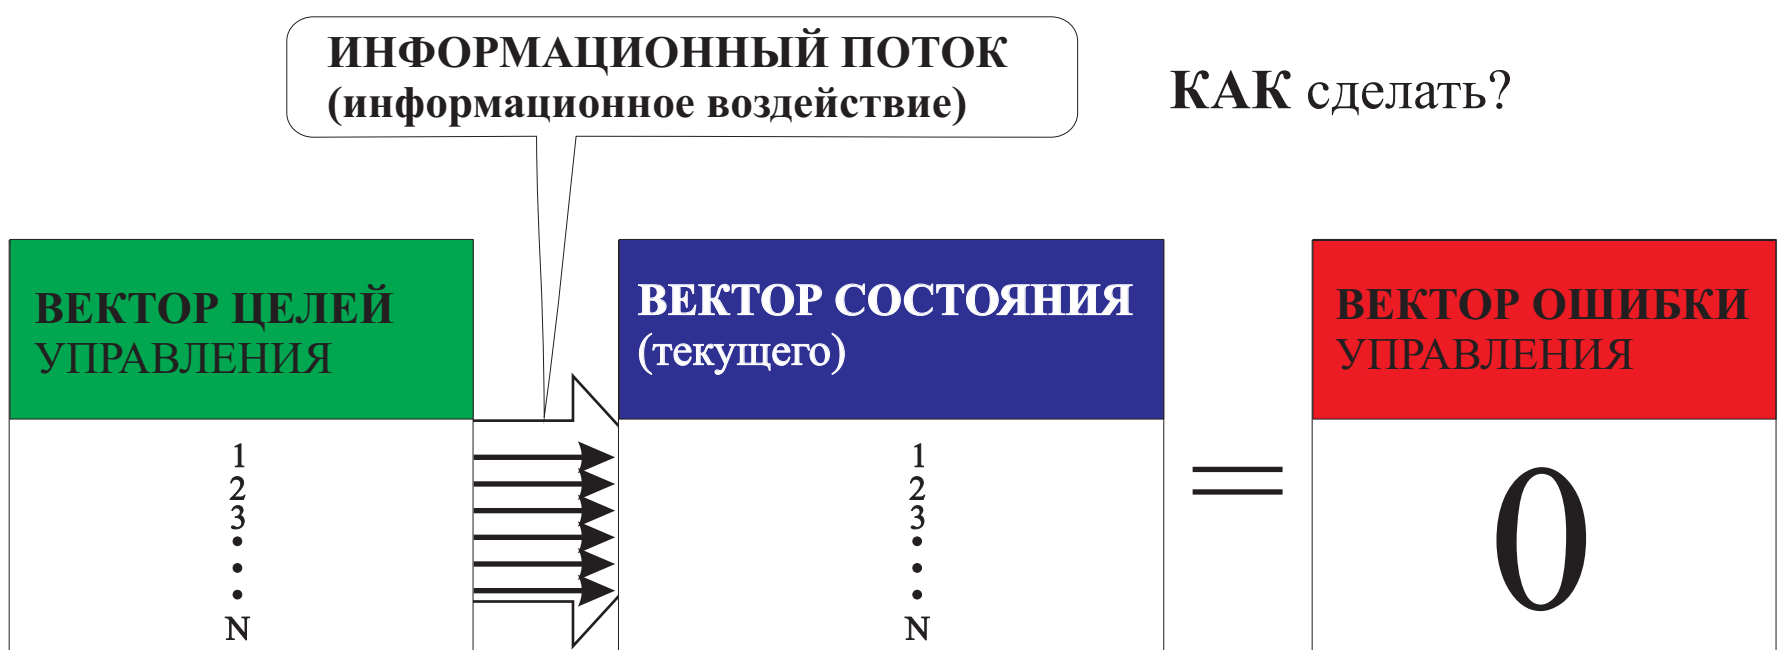 ИНФОРМАЦИОННЫЙ ПОТОК
(информационное воздействие)
КАК сделать?
ВЕКТОР ЦЕЛЕЙ
УПРАВЛЕНИЯ
1
2
3
•
•
•
N
ВЕКТОР СОСТОЯНИЯ
(текущего)
1
2
3
•
•
•
N
=
ВЕКТОР ОШИБКИ
УПРАВЛЕНИЯ
0